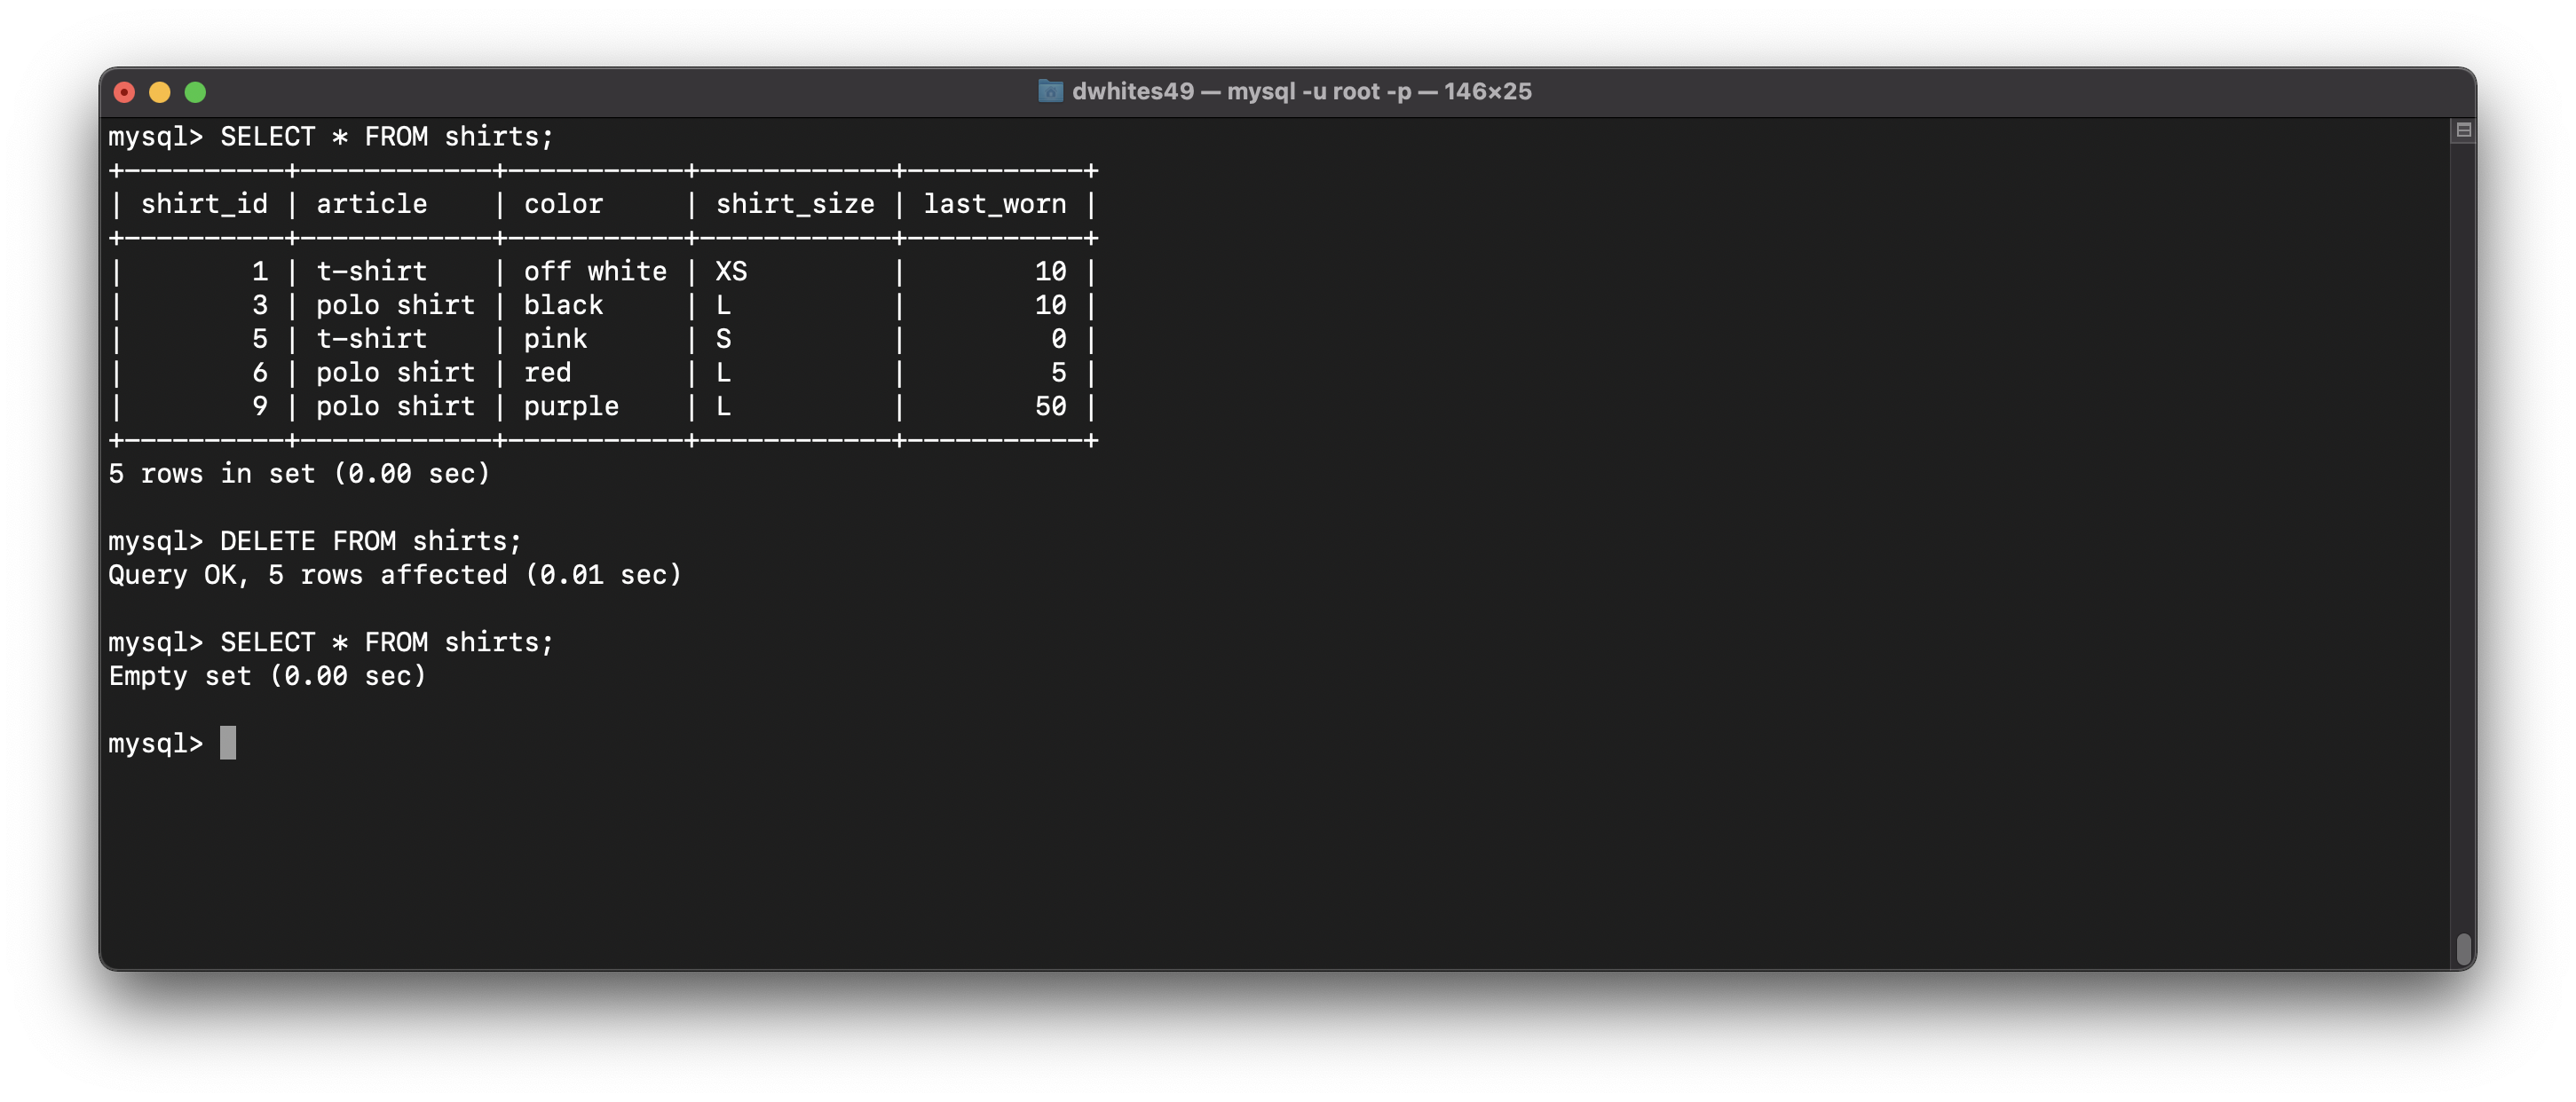 dwhites49 — mysql -u root -p — 146×25
mysql> SELECT * FROM shirts;
+----------+------------+-----------+------------+-----------+
| shirt_id | article    | color     | shirt_size | last_worn |
+----------+------------+-----------+------------+-----------+
|        1 | t-shirt    | off white | XS         |        10 |
|        3 | polo shirt | black     | L          |        10 |
|        5 | t-shirt    | pink      | S          |         0 |
|        6 | polo shirt | red       | L          |         5 |
|        9 | polo shirt | purple    | L          |        50 |
+----------+------------+-----------+------------+-----------+
5 rows in set (0.00 sec)
mysql> DELETE FROM shirts;
Query OK, 5 rows affected (0.01 sec)
mysql> SELECT * FROM shirts;
Empty set (0.00 sec)
mysql>